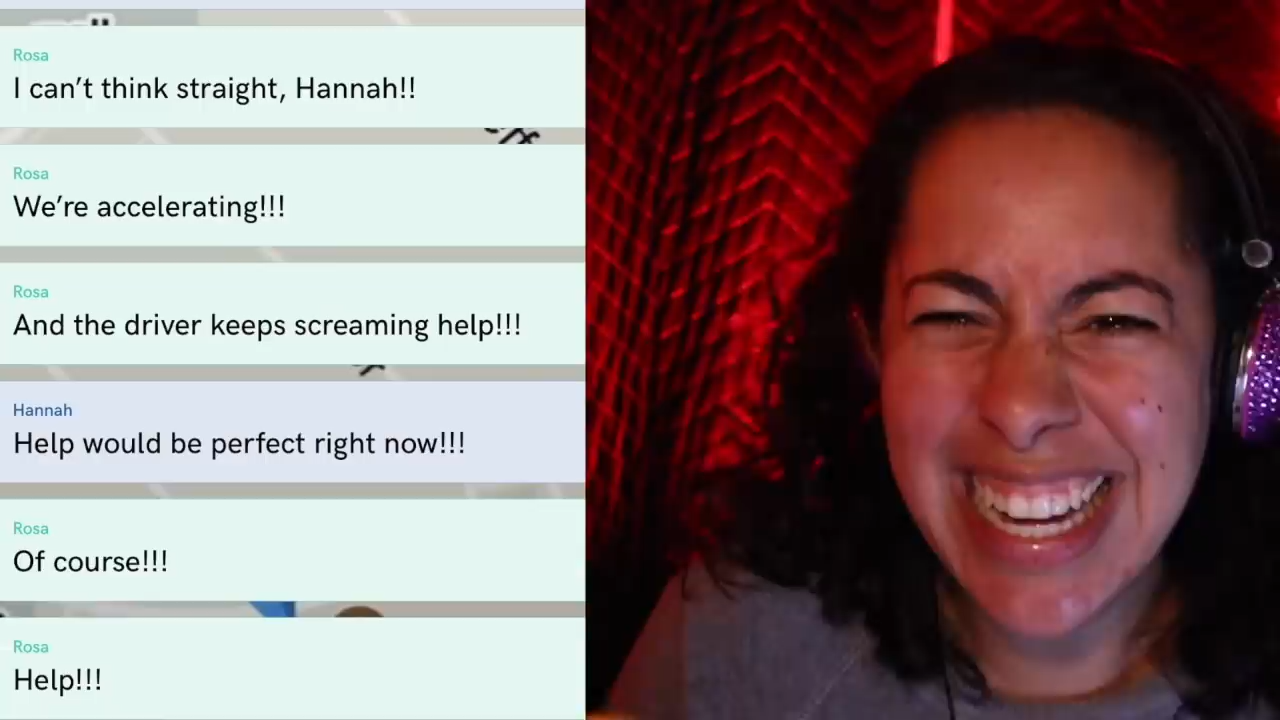 Rosa
I can’t think straight, Hannah!!
Rosa
We’re accelerating!!!
Rosa
And the driver keeps screaming help!!!
Hannah
Help would be perfect right now!!!
Rosa
Of course!!!
Rosa
Help!!!